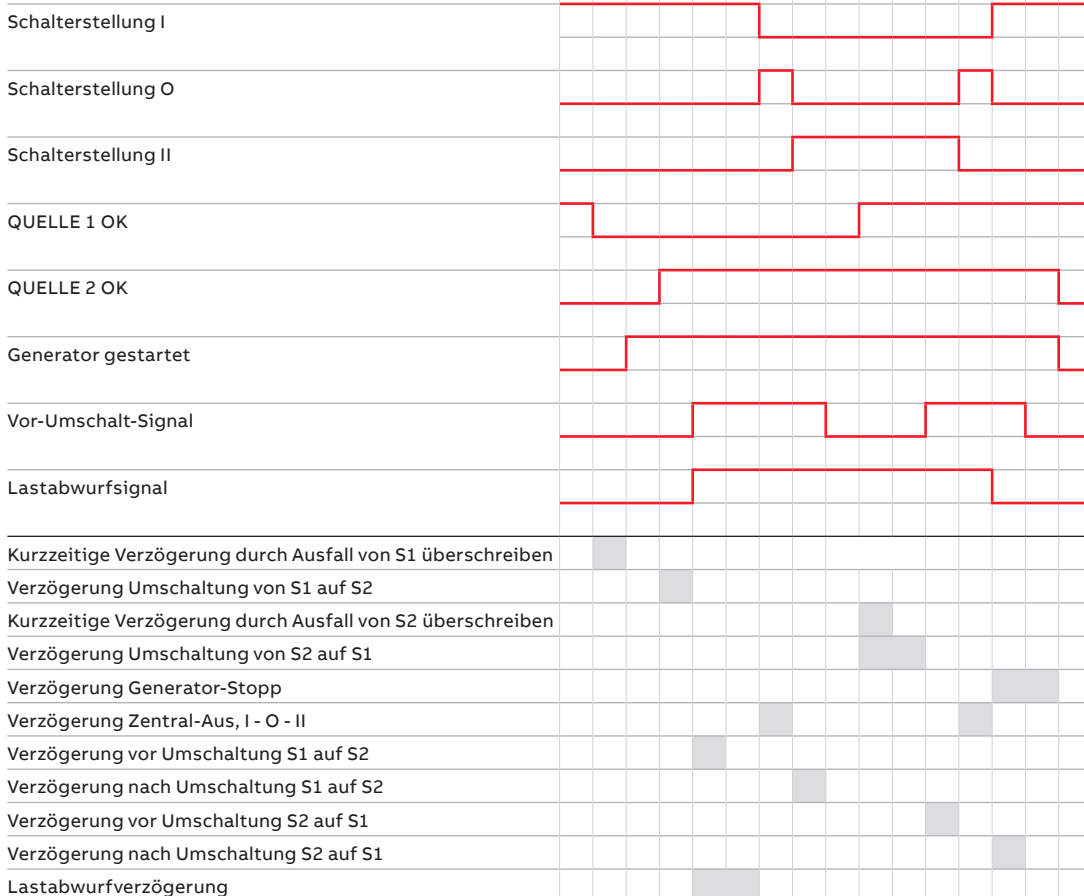 Schalterstellung I
Schalterstellung O
Schalterstellung II
QUELLE 1 OK
QUELLE 2 OK
Generator gestartet
Vor-Umschalt-Signal
Lastabwurfsignal
Kurzzeitige Verzögerung durch Ausfall von S1 überschreiben
Verzögerung Umschaltung von S1 auf S2
Kurzzeitige Verzögerung durch Ausfall von S2 überschreiben
Verzögerung Umschaltung von S2 auf S1
Verzögerung Generator-Stopp
Verzögerung Zentral-Aus, I - O - II
Verzögerung vor Umschaltung S1 auf S2
Verzögerung nach Umschaltung S1 auf S2
Verzögerung vor Umschaltung S2 auf S1
Verzögerung nach Umschaltung S2 auf S1
Lastabwurfverzögerung